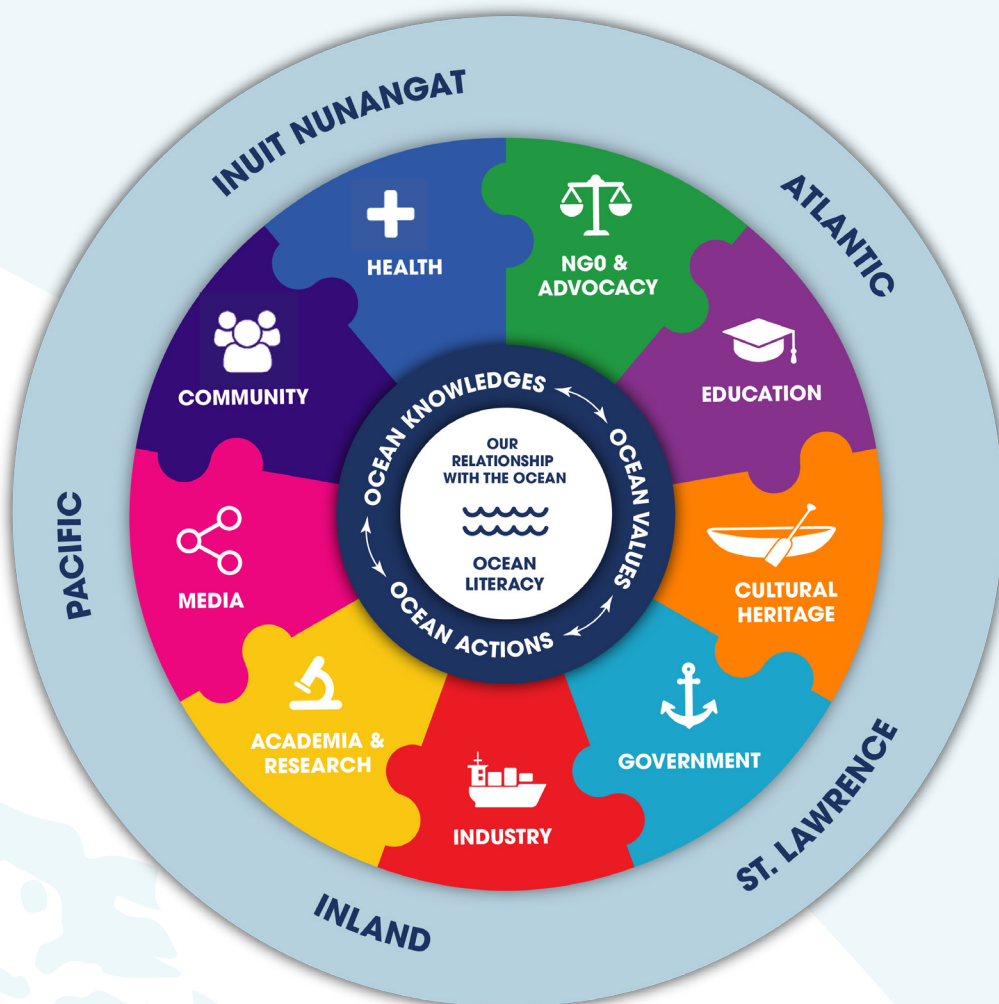 INUIT NUNANGAT
ATLANTIC
ST. LAWRENCE
INLAND
PACIFIC
HEALTH
NG0 &
ADVOCACY
EDUCATION
CULTURAL
HERITAGE
GOVERNMENT
INDUSTRY
ACADEMIA &
RESEARCH
MEDIA
COMMUNITY
OCEAN KNOWLEDGES
OCEAN VALUES
OCEAN ACTIONS
OUR
RELATIONSHIP
WITH THE OCEAN
OCEAN
LITERACY